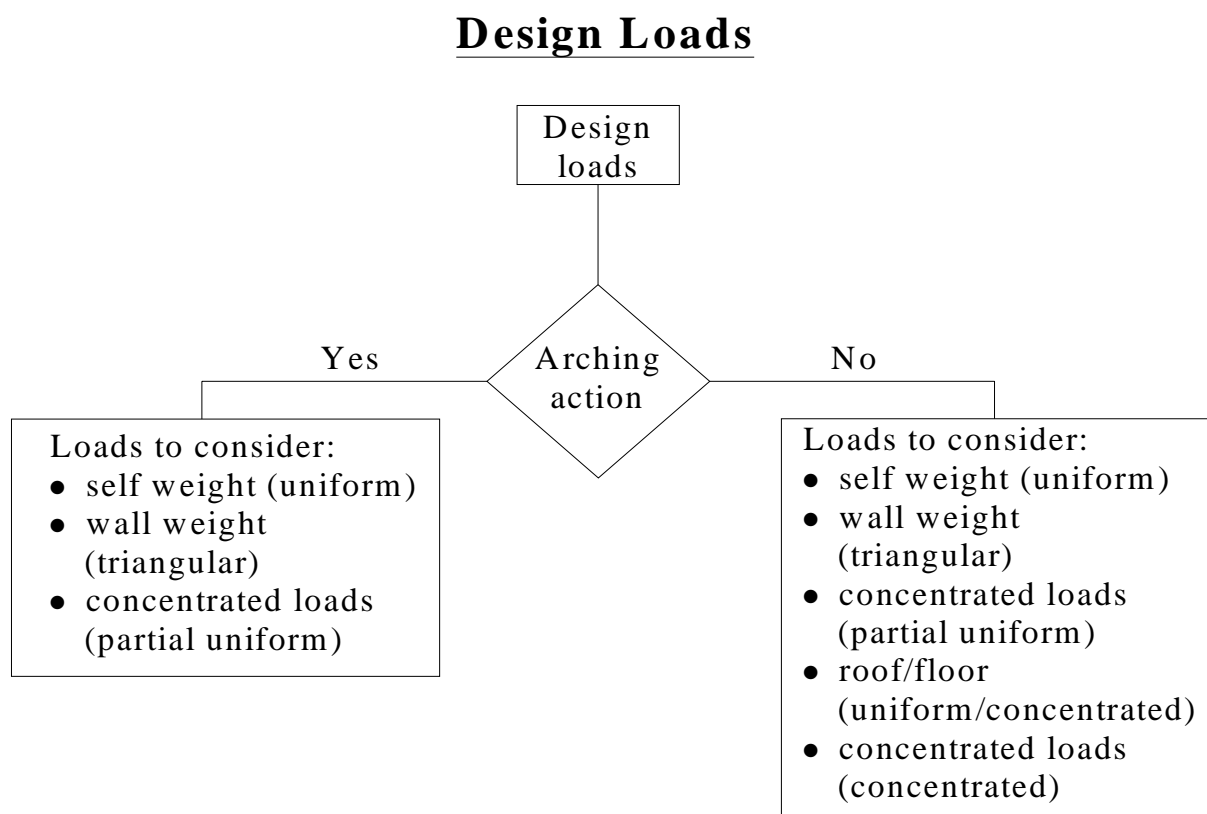 Design Loads
Design
loads
Yes
Arching
action
No
Loads to consider:
● self weight (uniform)
● wall weight
(triangular)
● concentrated loads
(partial uniform)
Loads to consider:
● self weight (uniform)
● wall weight
(triangular)
● concentrated loads
(partial uniform)
● roof/floor
(uniform/concentrated)
● concentrated loads
(concentrated)